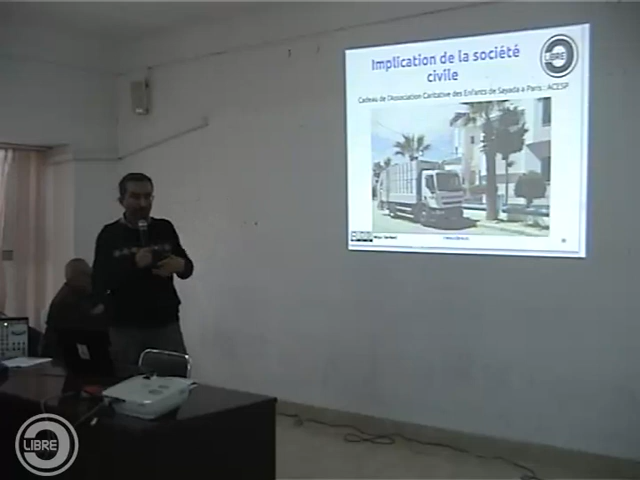 Implication de la société
civile
LIBRE
Cadeau de l'Association Caritative des Enfants de Sayada a Paris : ACESP
LIBRE